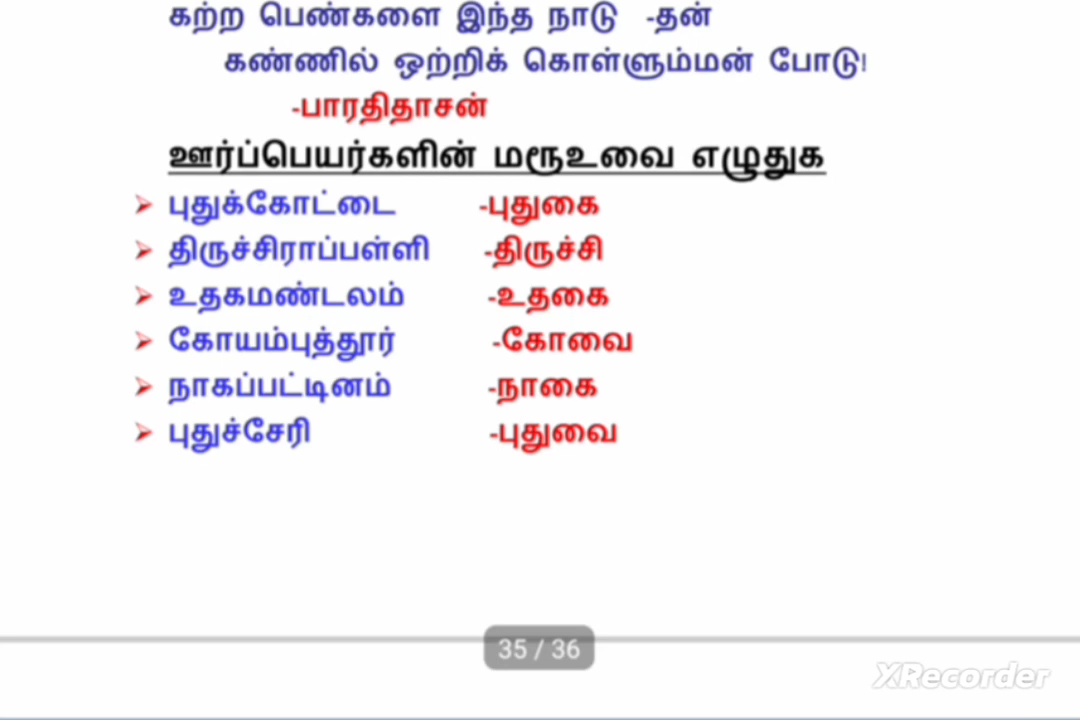 கற்ற பெண்களை இந்த நாடு -தன்
கண்ணில் ஒற்றிக் கொள்ளும்மன் போடு!
-பாரதிதாசன்
ஊர்ப்பெயர்களின் மரூஉவை எழுதுக
➢ புதுக்கோட்டை -புதுகை
➢ திருச்சிராப்பள்ளி -திருச்சி
➢ உதகமண்டலம் -உதகை
➢ கோயம்புத்தூர் -கோவை
➢ நாகப்பட்டினம் -நாகை
➢ புதுச்சேரி -புதுவை
35 / 36
XRecorder